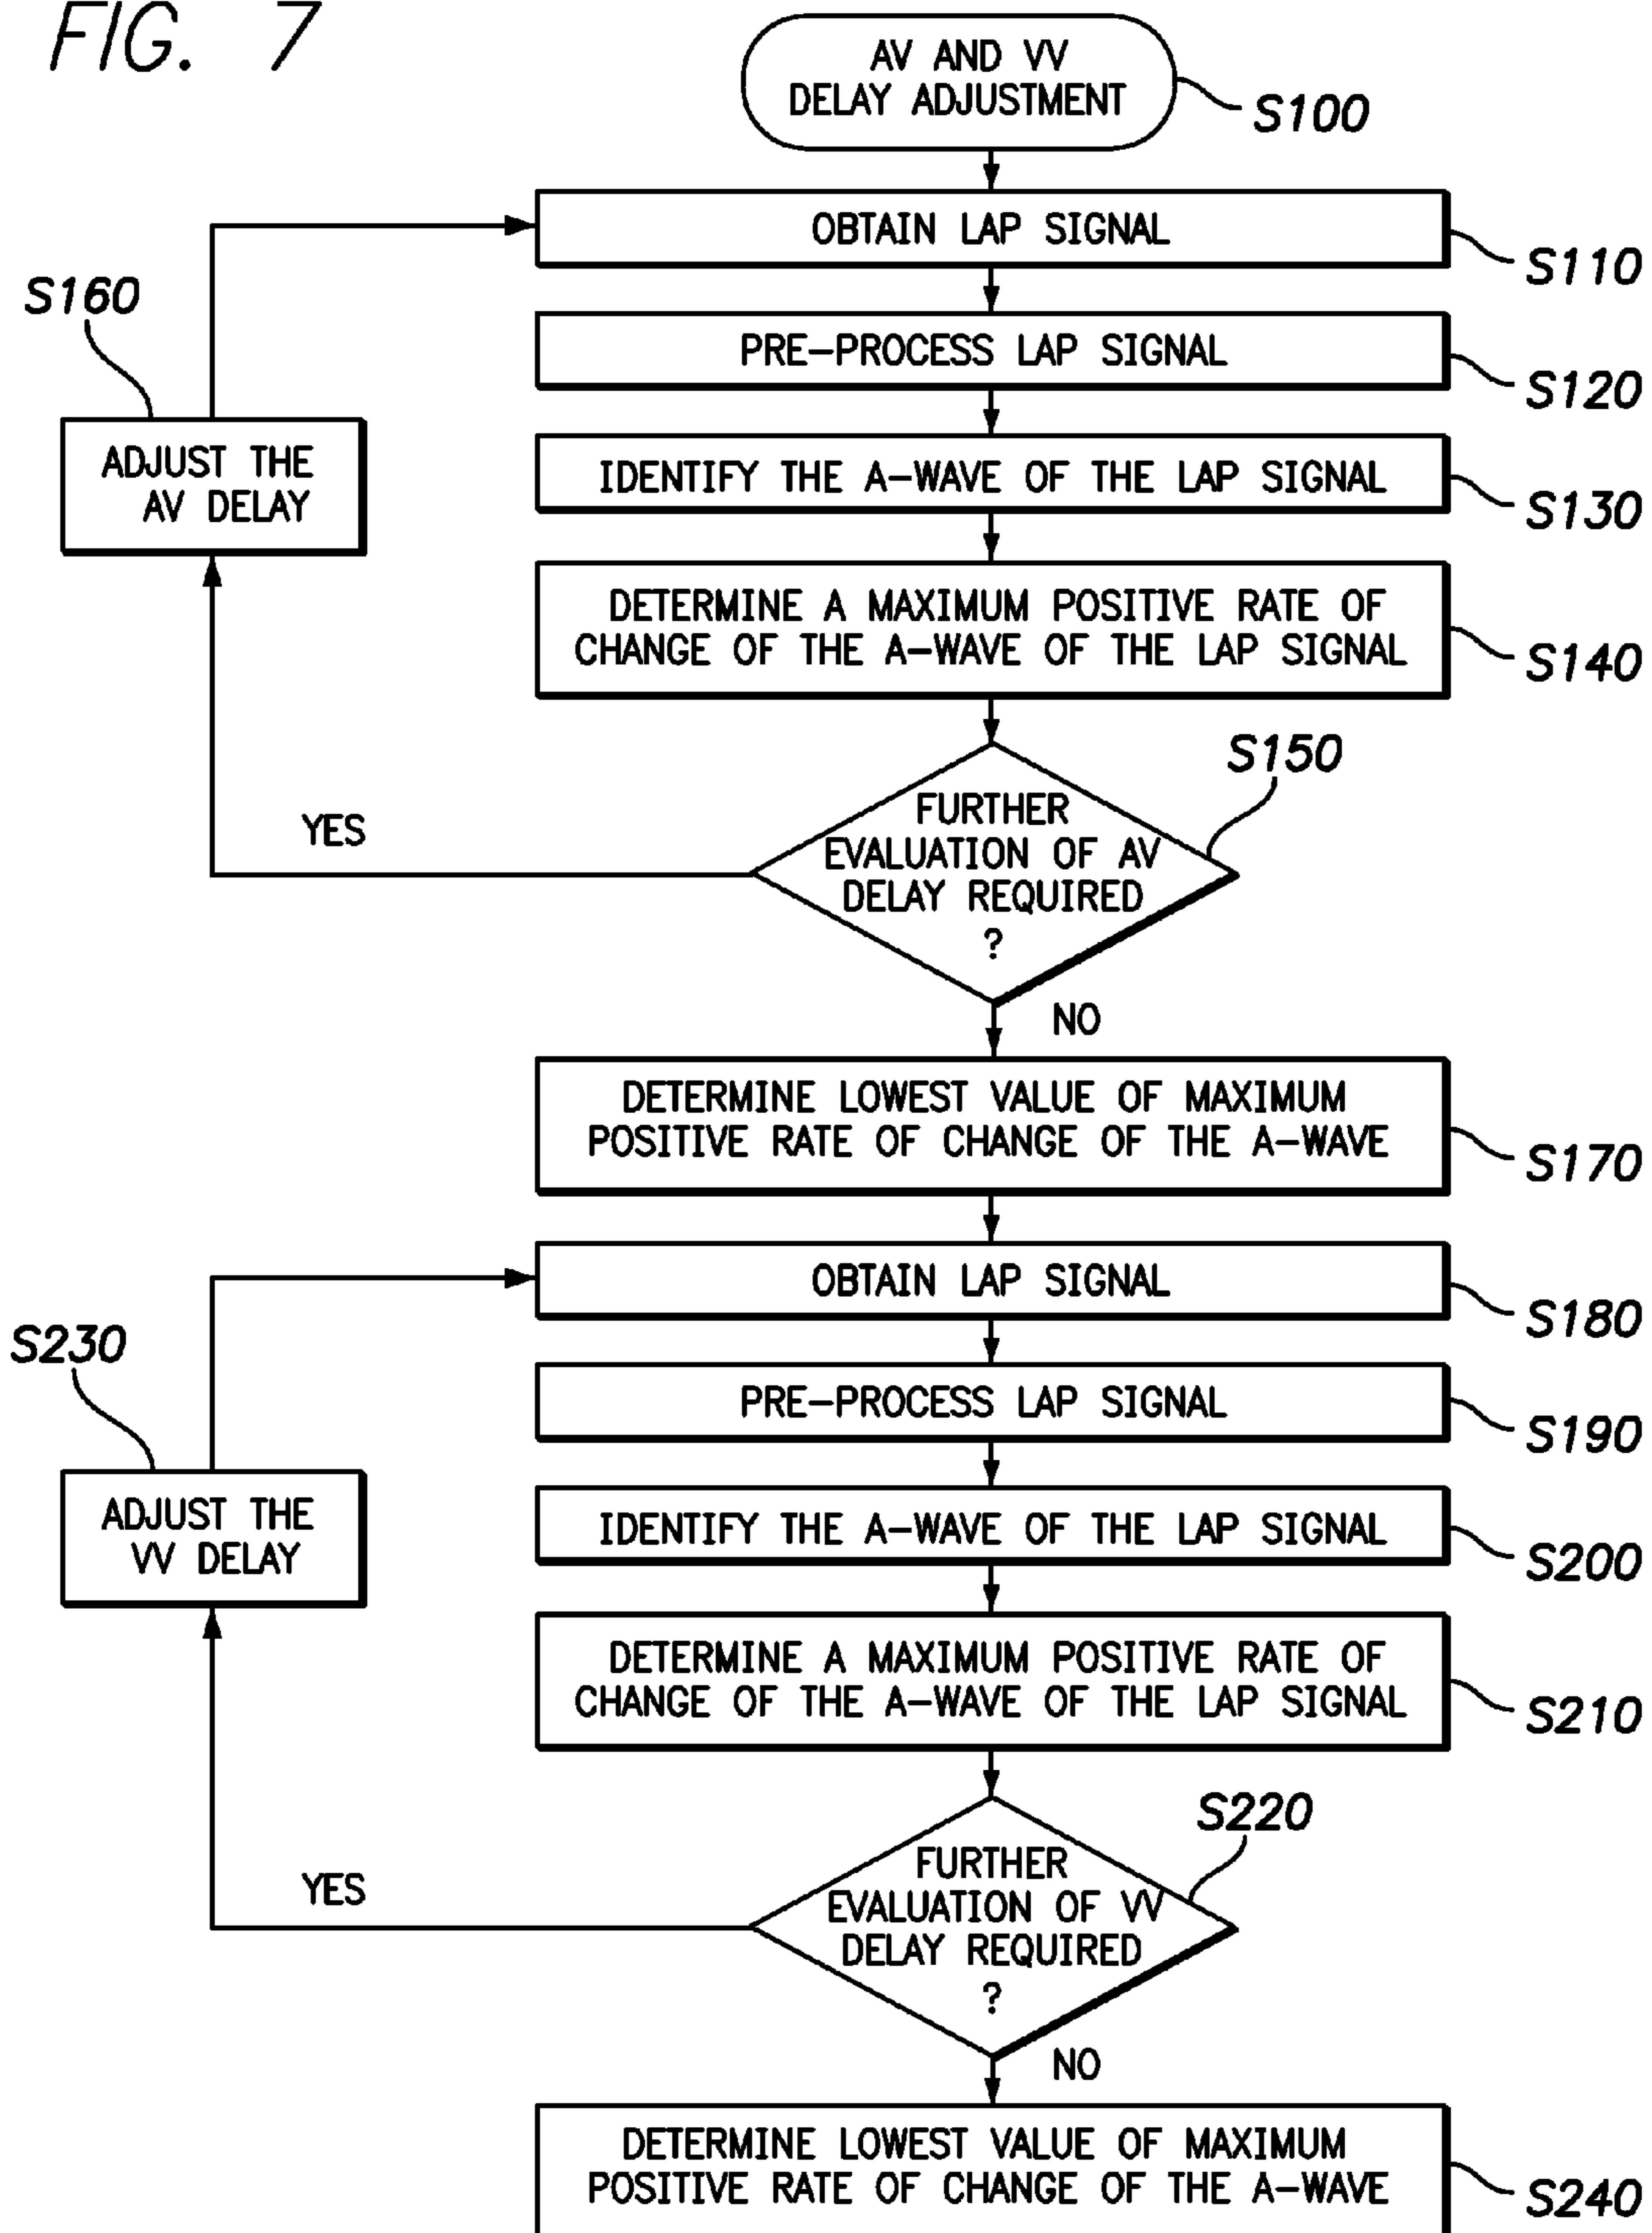 FIG. 7
AV AND VV
DELAY ADJUSTMENT
S100
OBTAIN LAP SIGNAL
S110
PRE-PROCESS LAP SIGNAL
S120
IDENTIFY THE A-WAVE OF THE LAP SIGNAL
S130
DETERMINE A MAXIMUM POSITIVE RATE OF
CHANGE OF THE A-WAVE OF THE LAP SIGNAL
S140
FURTHER
EVALUATION OF AV
DELAY REQUIRED
?
S150
YES
ADJUST THE
AV DELAY
S160
NO
DETERMINE LOWEST VALUE OF MAXIMUM
POSITIVE RATE OF CHANGE OF THE A-WAVE
S170
OBTAIN LAP SIGNAL
S180
PRE-PROCESS LAP SIGNAL
S190
IDENTIFY THE A-WAVE OF THE LAP SIGNAL
S200
DETERMINE A MAXIMUM POSITIVE RATE OF
CHANGE OF THE A-WAVE OF THE LAP SIGNAL
S210
FURTHER
EVALUATION OF VV
DELAY REQUIRED
?
S220
YES
ADJUST THE
VV DELAY
S230
NO
DETERMINE LOWEST VALUE OF MAXIMUM
POSITIVE RATE OF CHANGE OF THE A-WAVE
S240